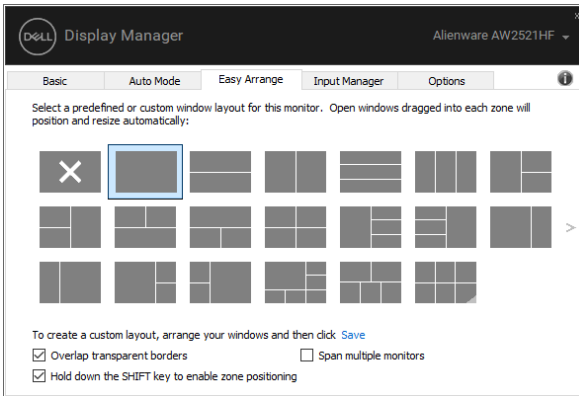 DELL Display Manager Alienware AW2521HF
Basic Auto Mode Easy Arrange Input Manager Options
Select a predefined or custom window layout for this monitor. Open windows dragged into each zone will
position and resize automatically:
To create a custom layout, arrange your windows and then click Save
Overlap transparent borders Span multiple monitors
Hold down the SHIFT key to enable zone positioning